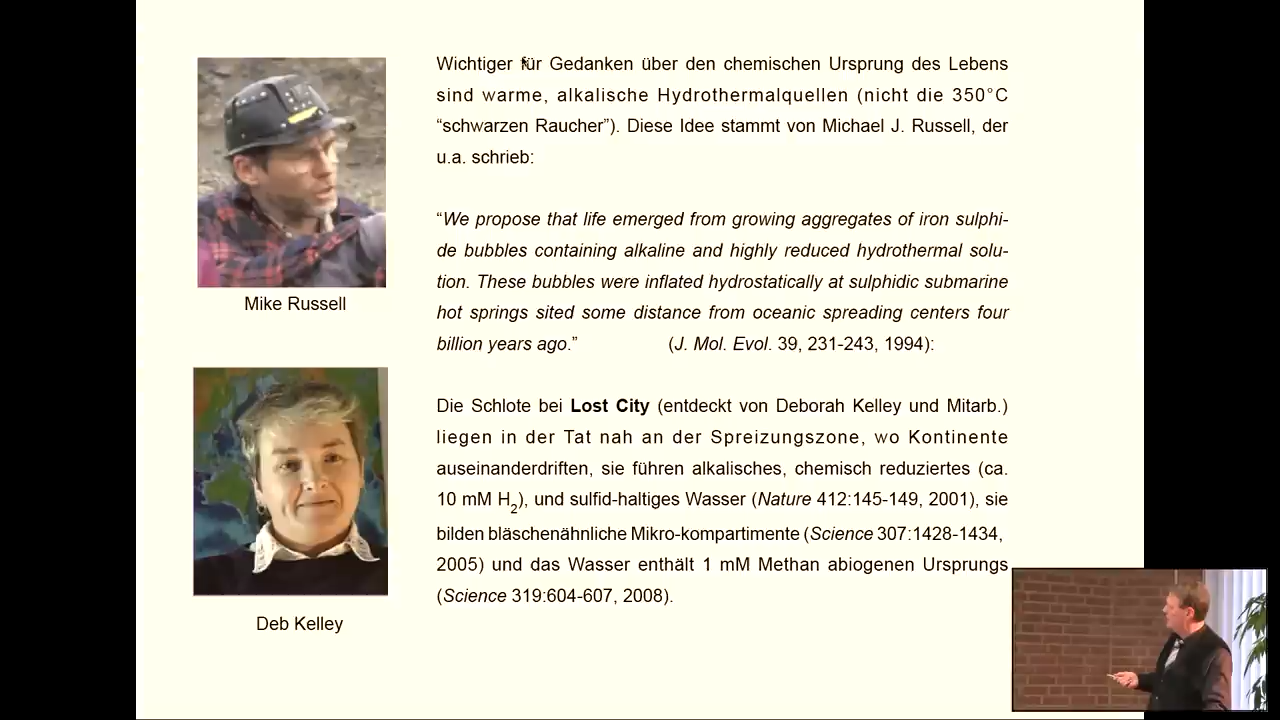 Wichtiger für Gedanken über den chemischen Ursprung des Lebens
sind warme, alkalische Hydrothermalquellen (nicht die 350°C
“schwarzen Raucher”). Diese Idee stammt von Michael J. Russell, der
u.a. schrieb:
“We propose that life emerged from growing aggregates of iron sulphi-
de bubbles containing alkaline and highly reduced hydrothermal solu-
tion. These bubbles were inflated hydrostatically at sulphidic submarine
hot springs sited some distance from oceanic spreading centers four
billion years ago.” (J. Mol. Evol. 39, 231-243, 1994):
Mike Russell
Die Schlote bei Lost City (entdeckt von Deborah Kelley und Mitarb.)
liegen in der Tat nah an der Spreizungszone, wo Kontinente
auseinanderdriften, sie führen alkalisches, chemisch reduziertes (ca.
10 mM H2), und sulfid-haltiges Wasser (Nature 412:145-149, 2001), sie
bilden bläschenähnliche Mikro-kompartimente (Science 307:1428-1434,
2005) und das Wasser enthält 1 mM Methan abiogenen Ursprungs
(Science 319:604-607, 2008).
Deb Kelley